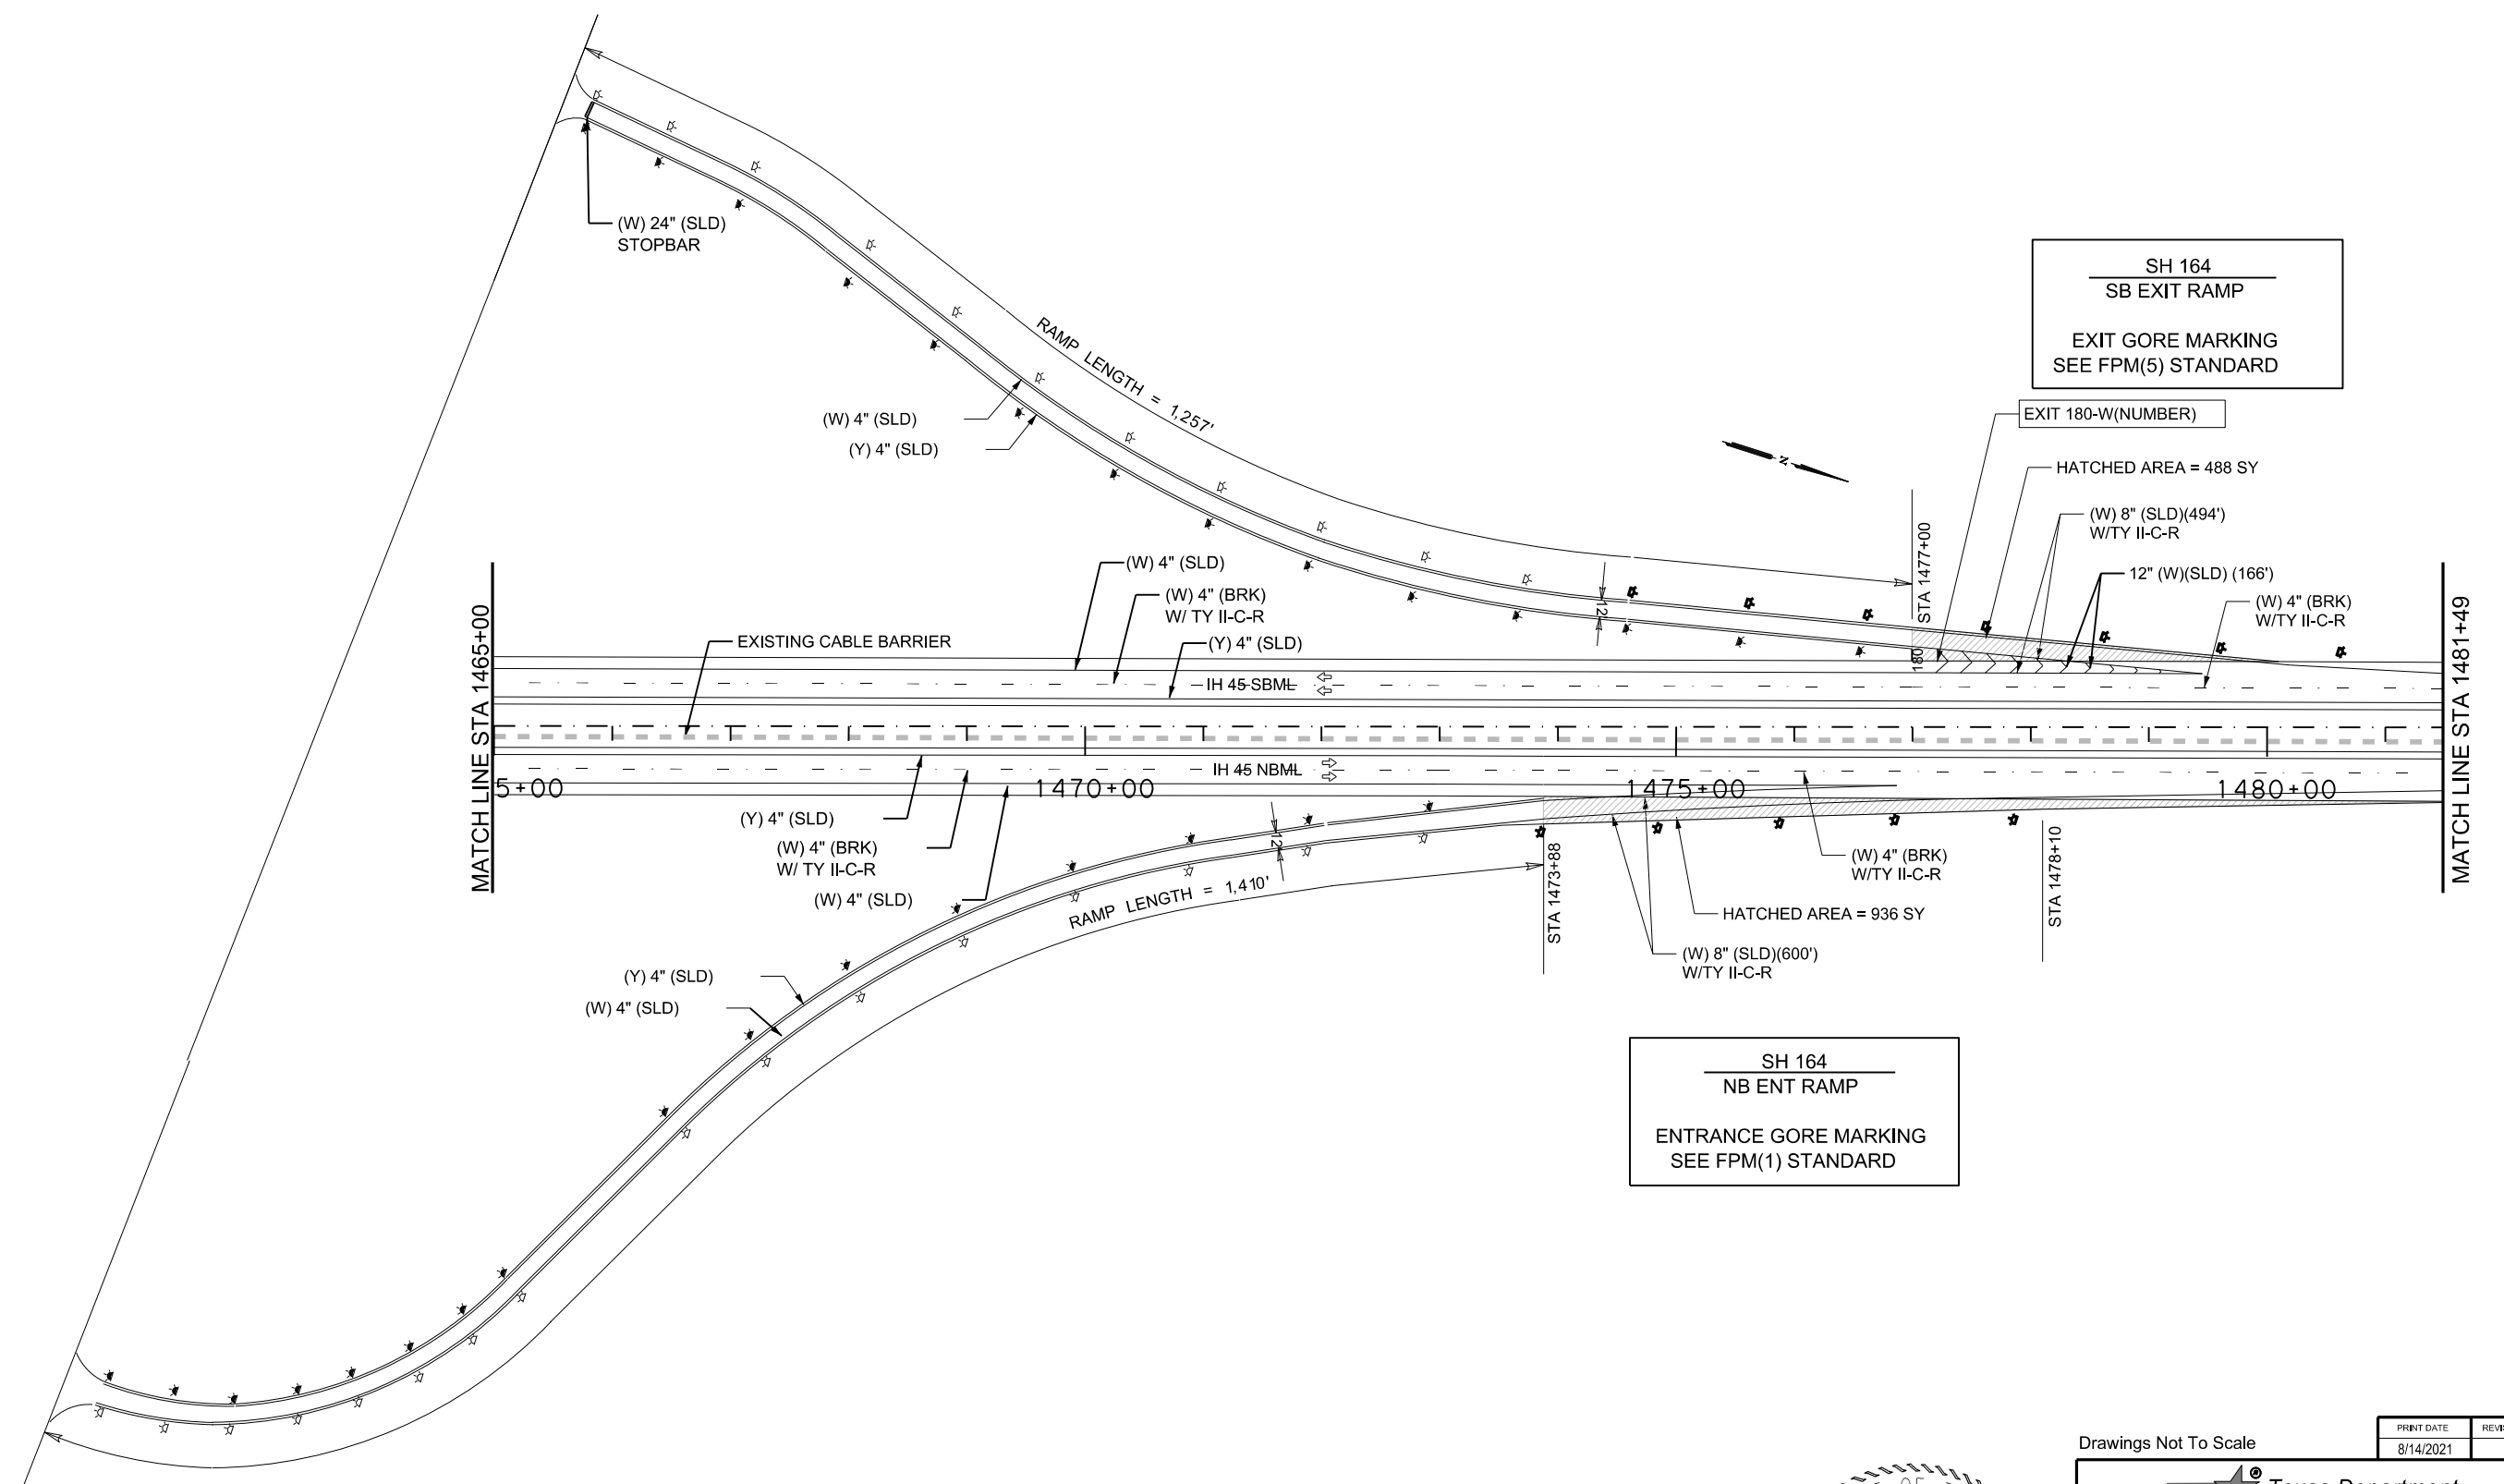 (W) 24" (SLD)
STOPBAR
SH 164
SB EXIT RAMP
EXIT GORE MARKING
SEE FPM(5) STANDARD
RAMP LENGTH = 1,257'
(W) 4" (SLD)
(Y) 4" (SLD)
EXIT 180-W(NUMBER)
N
HATCHED AREA = 488 SY
(W) 8" (SLD)(494')
W/TY II-C-R
STA 1477+00
12" (W)(SLD) (166')
(W) 4" (BRK)
W/TY II-C-R
(W) 4" (SLD)
(W) 4" (BRK)
W/ TY II-C-R
(Y) 4" (SLD)
EXISTING CABLE BARRIER
12
180
MATCH LINE STA 1465+00
MATCH LINE STA 1481+49
IH 45 SBML
IH 45 NBML
5+00
1470+00
1475+00
1480+00
(Y) 4" (SLD)
(W) 4" (BRK)
W/ TY II-C-R
(W) 4" (SLD)
12
RAMP LENGTH = 1,410'
STA 1473+88
(W) 4" (BRK)
W/TY II-C-R
STA 1478+10
HATCHED AREA = 936 SY
(W) 8" (SLD)(600')
W/TY II-C-R
(Y) 4" (SLD)
(W) 4" (SLD)
SH 164
NB ENT RAMP
ENTRANCE GORE MARKING
SEE FPM(1) STANDARD
Drawings Not To Scale
PRINT DATE
8/14/2021
Texas Department